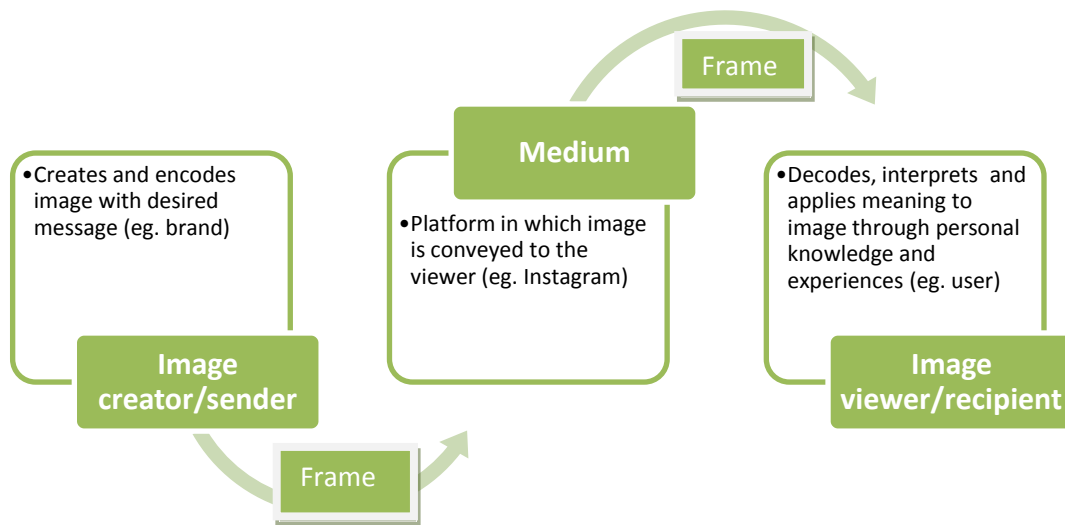 •Creates and encodes
image with desired
message (eg. brand)
Image
creator/sender
Frame
Medium
•Platform in which image
is conveyed to the
viewer (eg. Instagram)
Frame
•Decodes, interprets and
applies meaning to
image through personal
knowledge and
experiences (eg. user)
Image
viewer/recipient